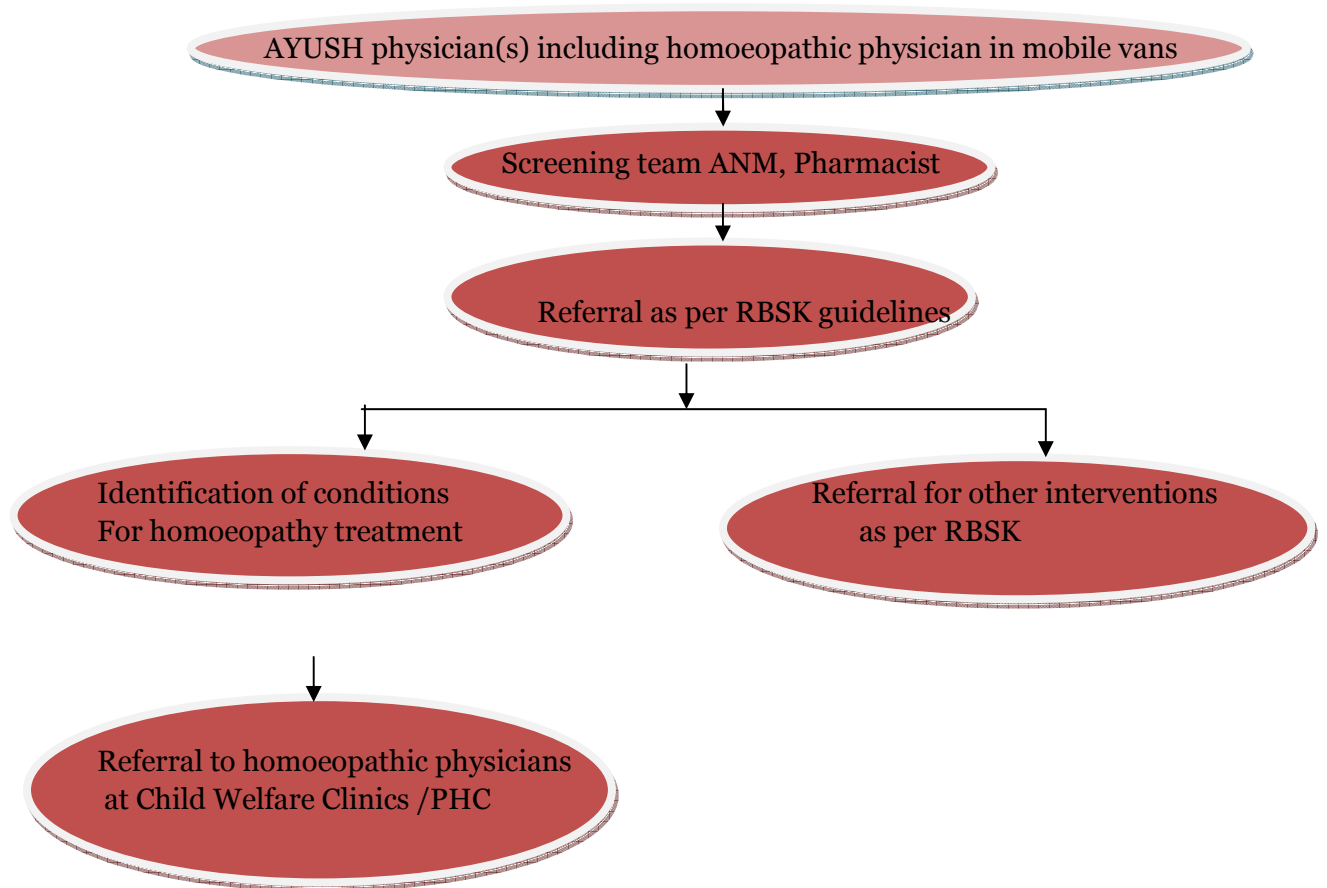 AYUSH physician(s) including homoeopathic physician in mobile vans
Screening team ANM, Pharmacist
Referral as per RBSK guidelines
Identification of conditions
For homoeopathy treatment
Referral for other interventions
as per RBSK
Referral to homoeopathic physicians
at Child Welfare Clinics /PHC